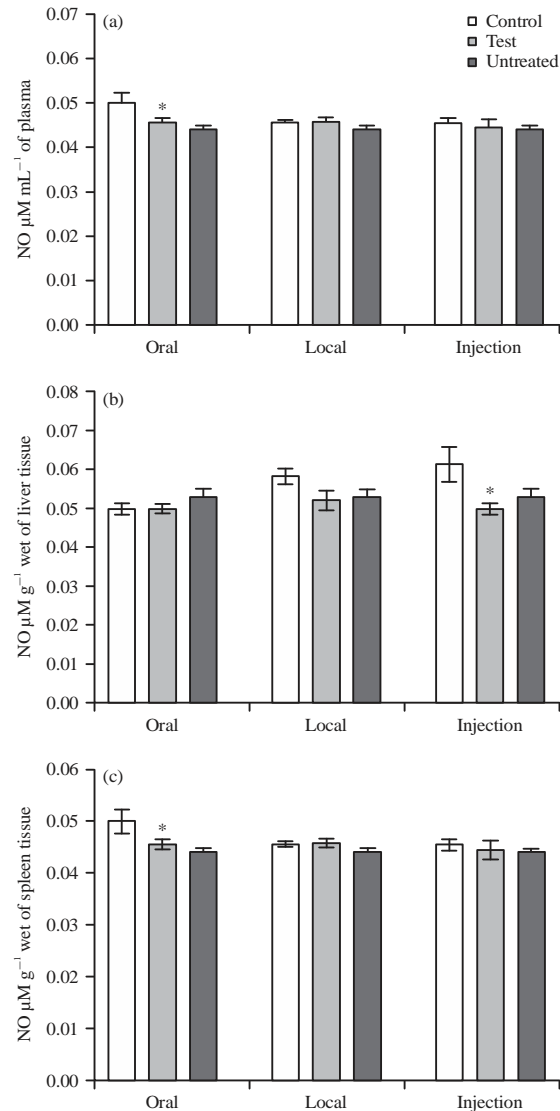 (a)
Control
Test
Untreated
NO µM mL⁻¹ of plasma
0.07
0.06
0.05
0.04
0.03
0.02
0.01
0.00
*
Oral Local Injection
(b)
NO µM g⁻¹ wet of liver tissue
0.08
0.07
0.06
0.05
0.04
0.03
0.02
0.01
0.00
*
Oral Local Injection
(c)
NO µM g⁻¹ wet of spleen tissue
0.06
0.05
0.04
0.03
0.02
0.01
0.00
*
Oral Local Injection